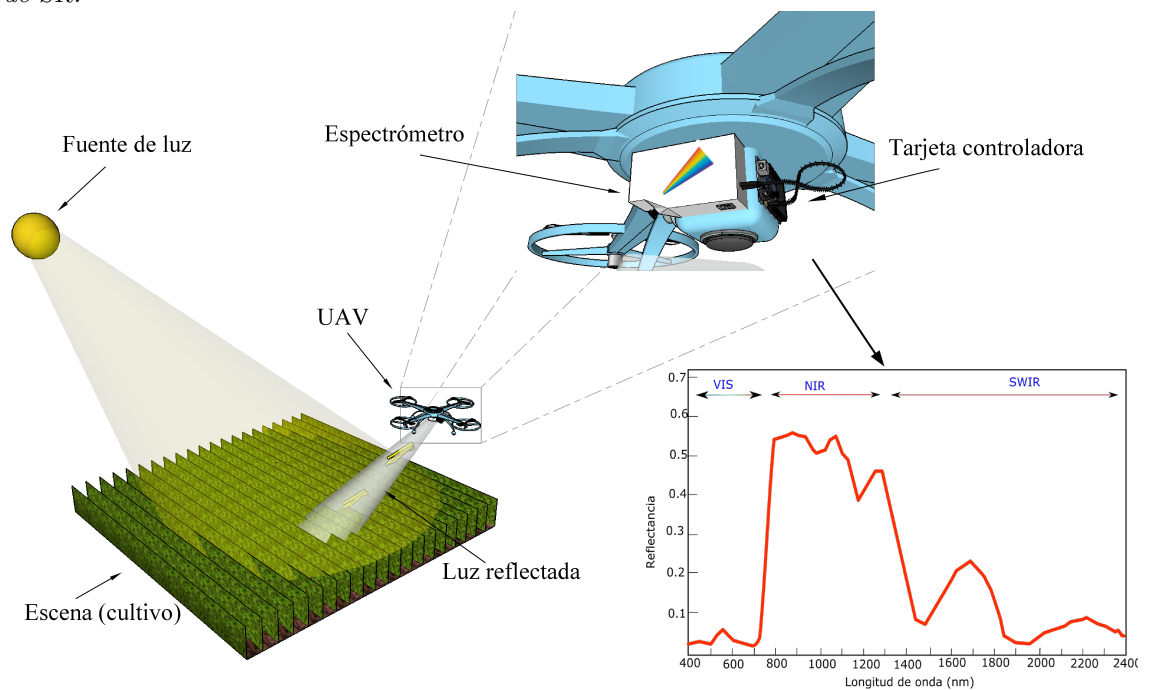 Espectrómetro
Fuente de luz
Tarjeta controladora
UAV
Luz reflectada
Escena (cultivo)
VIS
NIR
SWIR
Reflectancia
0.7
0.6
0.5
0.4
0.3
0.2
0.1
400 600 700 800 1000 1200 1400 1600 1800 2000 2200 240
Longitud de onda (nm)